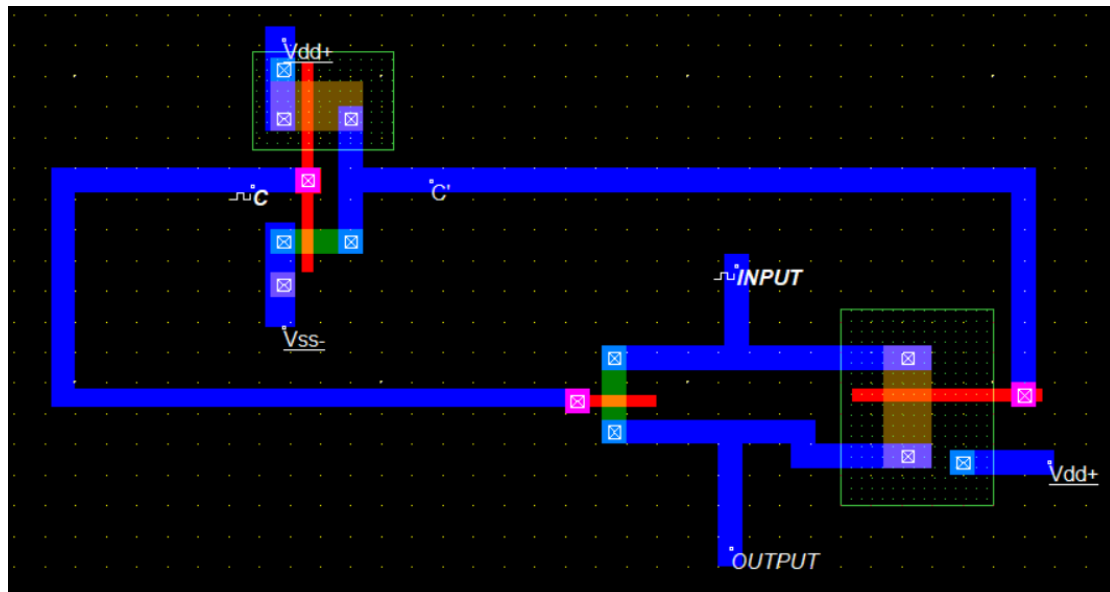 Vdd+
C
C'
INPUT
Vss-
Vdd+
OUTPUT